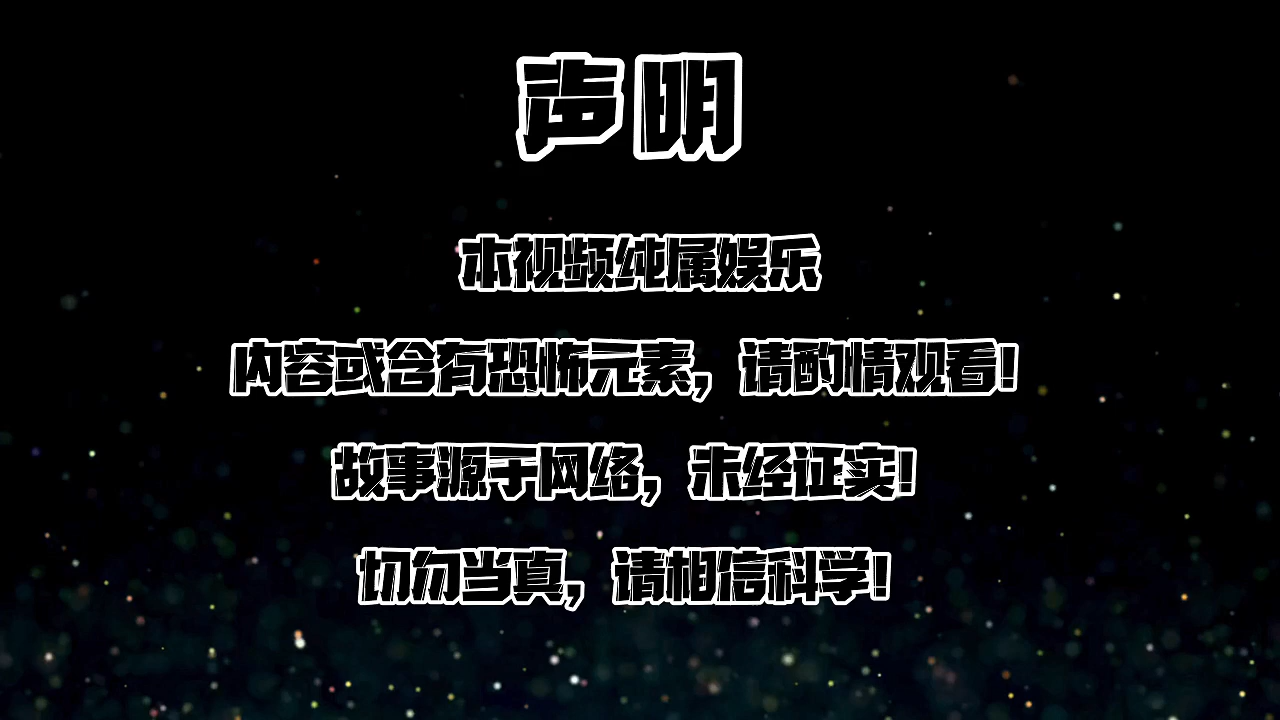 声明
本视频纯属娱乐
内容或含有恐怖元素，请酌情观看！
故事源于网络，未经证实！
切勿当真，请相信科学！